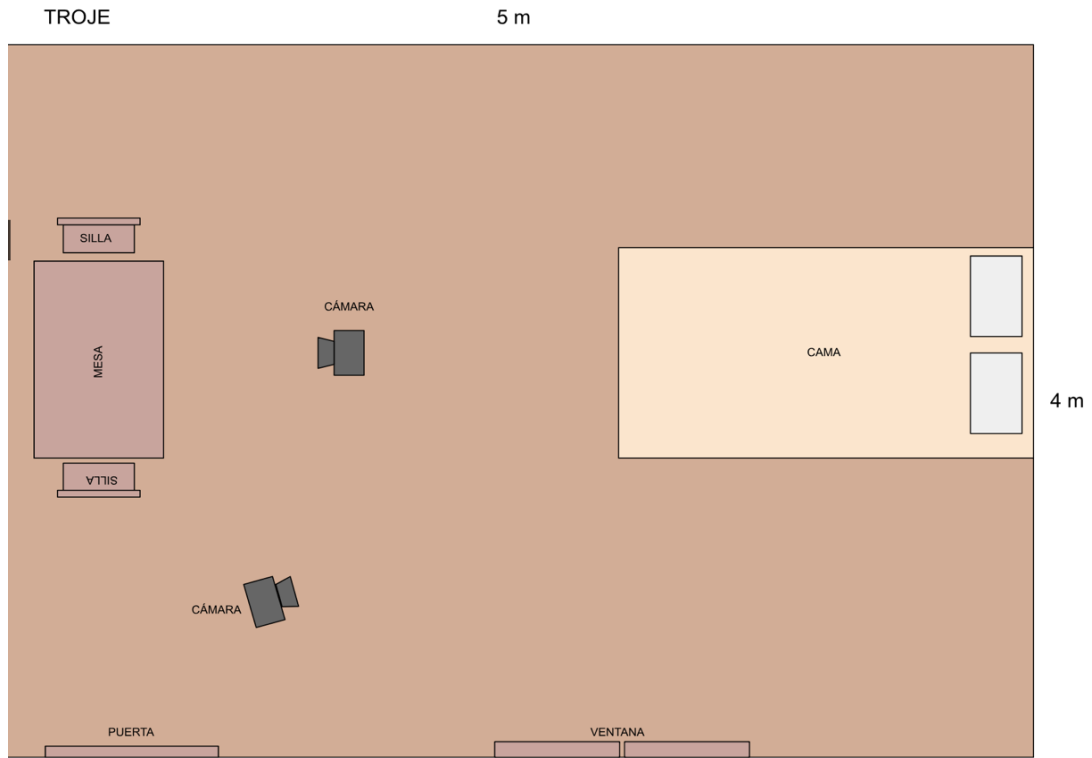 TROJE
5 m
SILLA
CÁMARA
MESA
CAMA
4 m
SILLA
CÁMARA
PUERTA
VENTANA